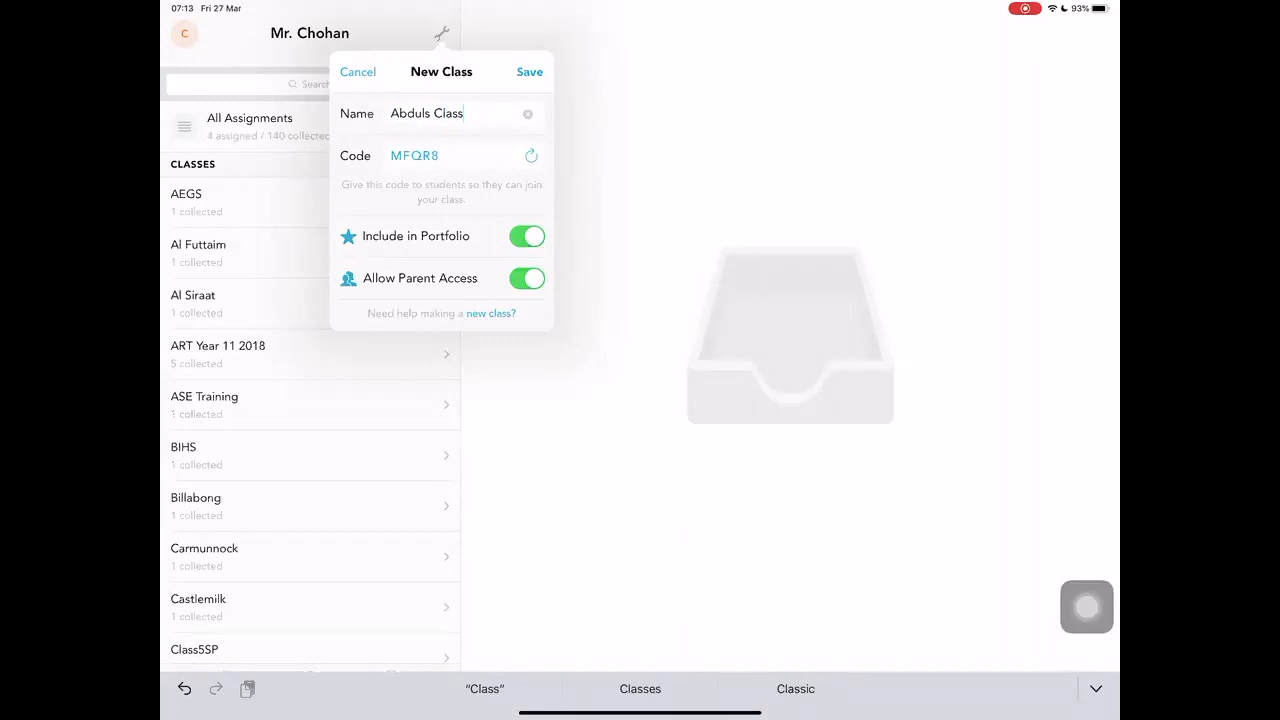 07:13 Fri 27 Mar
93%
C
Mr. Chohan
Search
All Assignments
4 assigned / 140 collected
CLASSES
AEGS
1 collected
Al Futtaim
1 collected
Al Siraat
1 collected
ART Year 11 2018
5 collected
ASE Training
1 collected
BIHS
1 collected
Billabong
1 collected
Carmunnock
1 collected
Castlemilk
1 collected
Class5SP
Cancel New Class Save
Name Abduls Class
Code MFQR8
Give this code to students so they can join
your class.
Include in Portfolio
Allow Parent Access
Need help making a new class?
"Class" Classes Classic